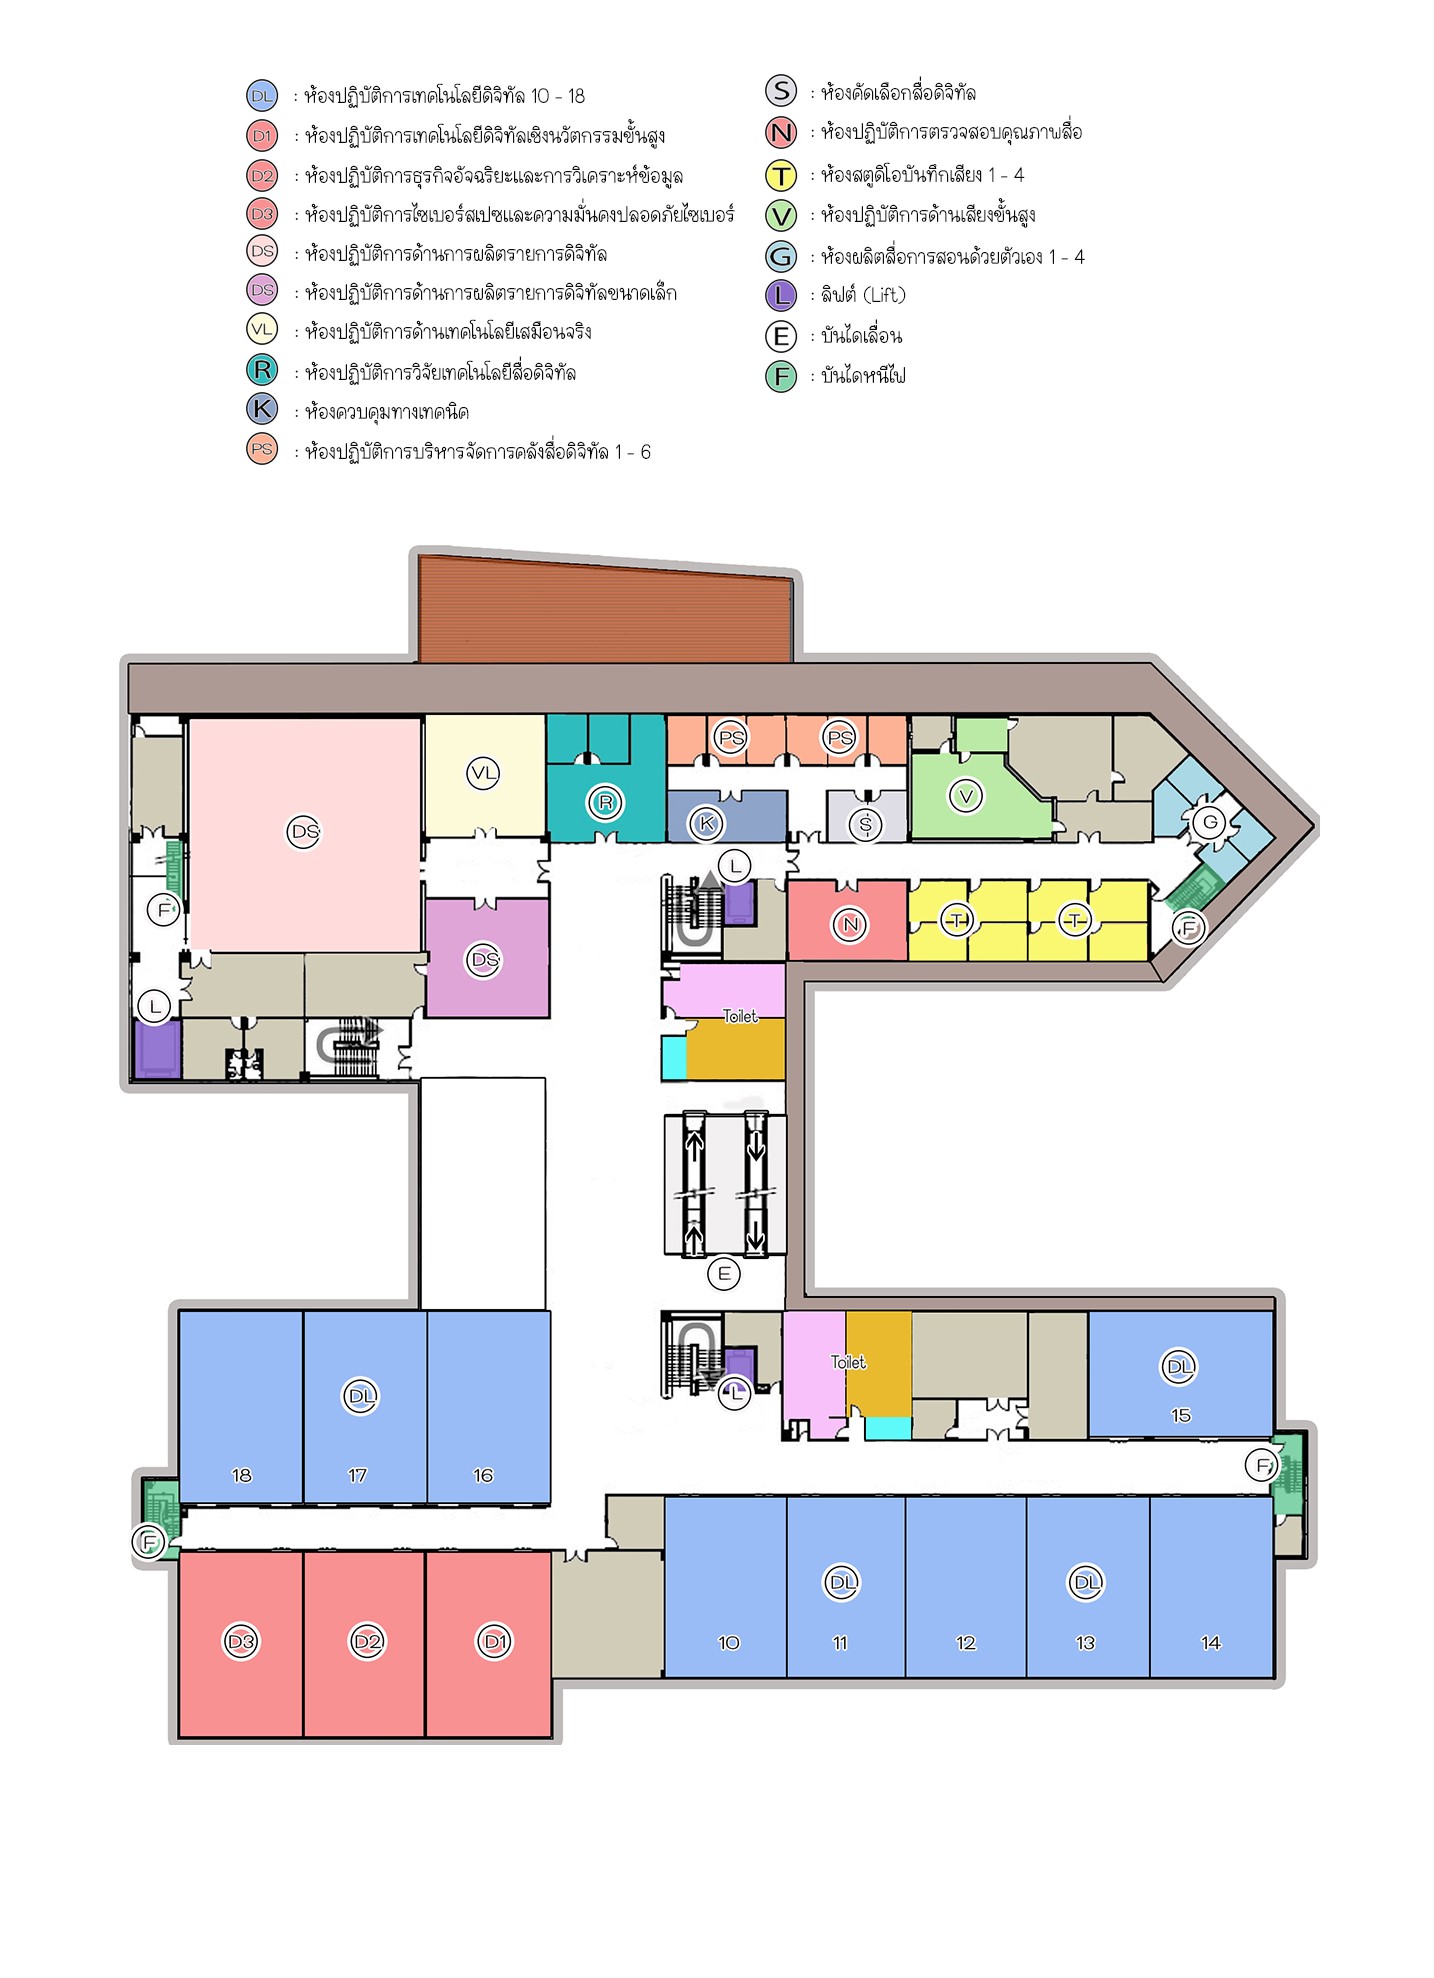 DL : ห้องปฏิบัติการเทคโนโลยีดิจิทัล 10 - 18
D1 : ห้องปฏิบัติการเทคโนโลยีดิจิทัลเชิงนวัตกรรมขั้นสูง
D2 : ห้องปฏิบัติการธุรกิจอัจฉริยะและการวิเคราะห์ข้อมูล
D3 : ห้องปฏิบัติการไซเบอร์สเปซและความมั่นคงปลอดภัยไซเบอร์
DS : ห้องปฏิบัติการด้านการผลิตรายการดิจิทัล
DS : ห้องปฏิบัติการด้านการผลิตรายการดิจิทัลขนาดเล็ก
VL : ห้องปฏิบัติการด้านเทคโนโลยีเสมือนจริง
R : ห้องปฏิบัติการวิจัยเทคโนโลยีสื่อดิจิทัล
K : ห้องควบคุมทางเทคนิค
PS : ห้องปฏิบัติการบริหารจัดการคลังสื่อดิจิทัล 1 - 6
S : ห้องคัดเลือกสื่อดิจิทัล
N : ห้องปฏิบัติการตรวจสอบคุณภาพสื่อ
T : ห้องสตูดิโอบันทึกเสียง 1 - 4
V : ห้องปฏิบัติการด้านเสียงขั้นสูง
G : ห้องผลิตสื่อการสอนด้วยตัวเอง 1 - 4
L : ลิฟต์ (Lift)
E : บันไดเลื่อน
F : บันไดหนีไฟ
PS PS
VL
V
R
DS K S G
L
F T T N F
DS
L
Toilet
E
Toilet
DL
DL L
15
18 17 16
F
F
DL DL
D3 D2 D1 10 11 12 13 14